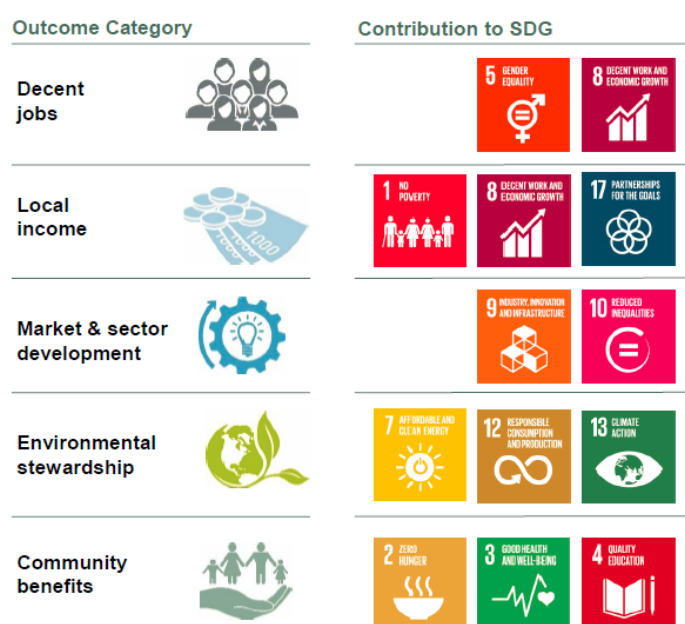 Outcome Category
Contribution to SDG
Decent
jobs
5 GENDER
EQUALITY
8 DECENT WORK AND
ECONOMIC GROWTH
Local
income
1000
1000
1 NO
POVERTY
8 DECENT WORK AND
ECONOMIC GROWTH
17 PARTNERSHIPS
FOR THE GOALS
Market & sector
development
9 INDUSTRY, INNOVATION
AND INFRASTRUCTURE
10 REDUCED
INEQUALITIES
Environmental
stewardship
7 AFFORDABLE AND
CLEAN ENERGY
12 RESPONSIBLE
CONSUMPTION
AND PRODUCTION
13 CLIMATE
ACTION
Community
benefits
2 ZERO
HUNGER
3 GOOD HEALTH
AND WELL-BEING
4 QUALITY
EDUCATION